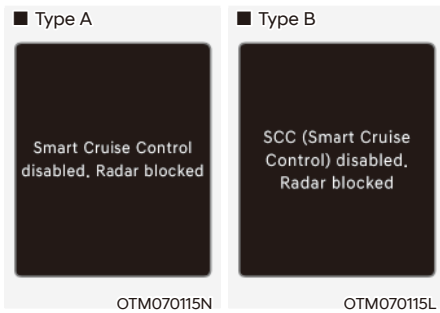 ■ Type A
Smart Cruise Control
disabled. Radar blocked
OTM070115N
■ Type B
SCC (Smart Cruise
Control) disabled.
Radar blocked
OTM070115L